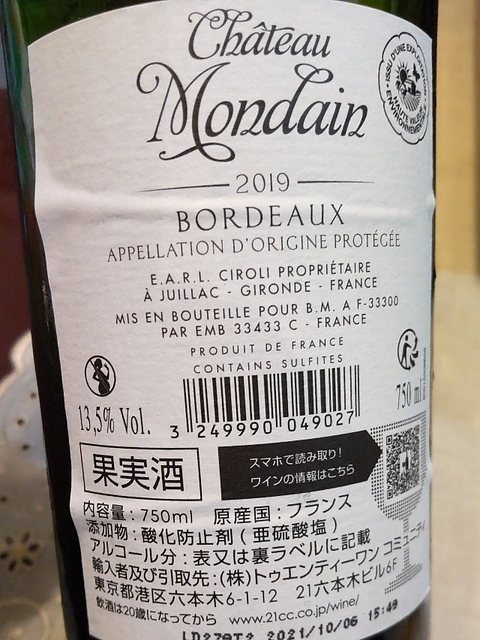 Château
Mondain
ISSU D'UNE EXPLOITATION
HAUTE VALEUR
ENVIRONNEMENTALE
2019
BORDEAUX
APPELLATION D'ORIGINE PROTÉGÉE
E.A.R.L. CIROLI PROPRIÉTAIRE
À JUILLAC - GIRONDE - FRANCE
MIS EN BOUTEILLE POUR B.M. A F-33300
PAR EMB 33433 C - FRANCE
PRODUIT DE FRANCE
CONTAINS SULFITES
13,5% Vol.
750 ml
3 249990 049027
果実酒
スマホで読み取り!
ワインの情報はこちら
内容量:750ml 原産国:フランス
添加物:酸化防止剤(亜硫酸塩)
アルコール分:表又は裏ラベルに記載
輸入者及び引取先:(株)トゥエンティーワン コミュニティ
東京都港区六本木6-1-12 21六本木ビル6F
飲酒は20歳になってから www.21cc.co.jp/wine/
2021/10/06 15:49